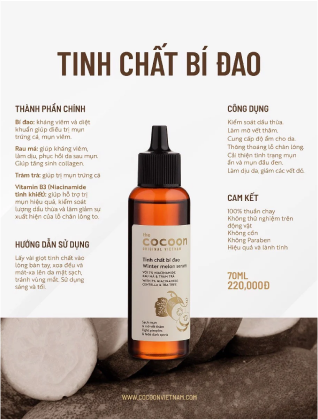 TINH CHẤT BÍ ĐAO
THÀNH PHẦN CHÍNH
Bí đao: kháng viêm và diệt
khuẩn giúp điều trị mụn
trứng cá, mụn viêm.
Rau má: giúp kháng viêm,
làm dịu, phục hồi da sau mụn.
Giúp tăng sinh collagen.
Tràm trà: giúp trị mụn trứng cá
Vitamin B3 (Niacinamide
tinh khiết): giúp hỗ trợ trị
mụn hiệu quả, kiểm soát
lượng dầu thừa và làm giảm sự
xuất hiện của lỗ chân lông to.
HƯỚNG DẪN SỬ DỤNG
Lấy vài giọt tinh chất vào
lòng bàn tay, xoa đều và
mát-xa lên da mặt sạch,
tránh vùng mắt. Sử dụng
sáng và tối.
CÔNG DỤNG
Kiểm soát dầu thừa.
Làm mờ vết thâm.
Cung cấp độ ẩm cho da.
Thông thoáng lỗ chân lông.
Cải thiện tình trạng mụn
ẩn và mụn đầu đen.
Làm dịu da, giảm các vết đỏ.
CAM KẾT
100% thuần chay
Không thử nghiệm trên
động vật
Không cồn
Không Paraben
Hiệu quả và lành tính
70ML
220,000Đ
the
cocoon
ORIGINAL VIETNAM
Tinh chất bí đao
Winter melon serum
WWW.COCOONVIETNAM.COM